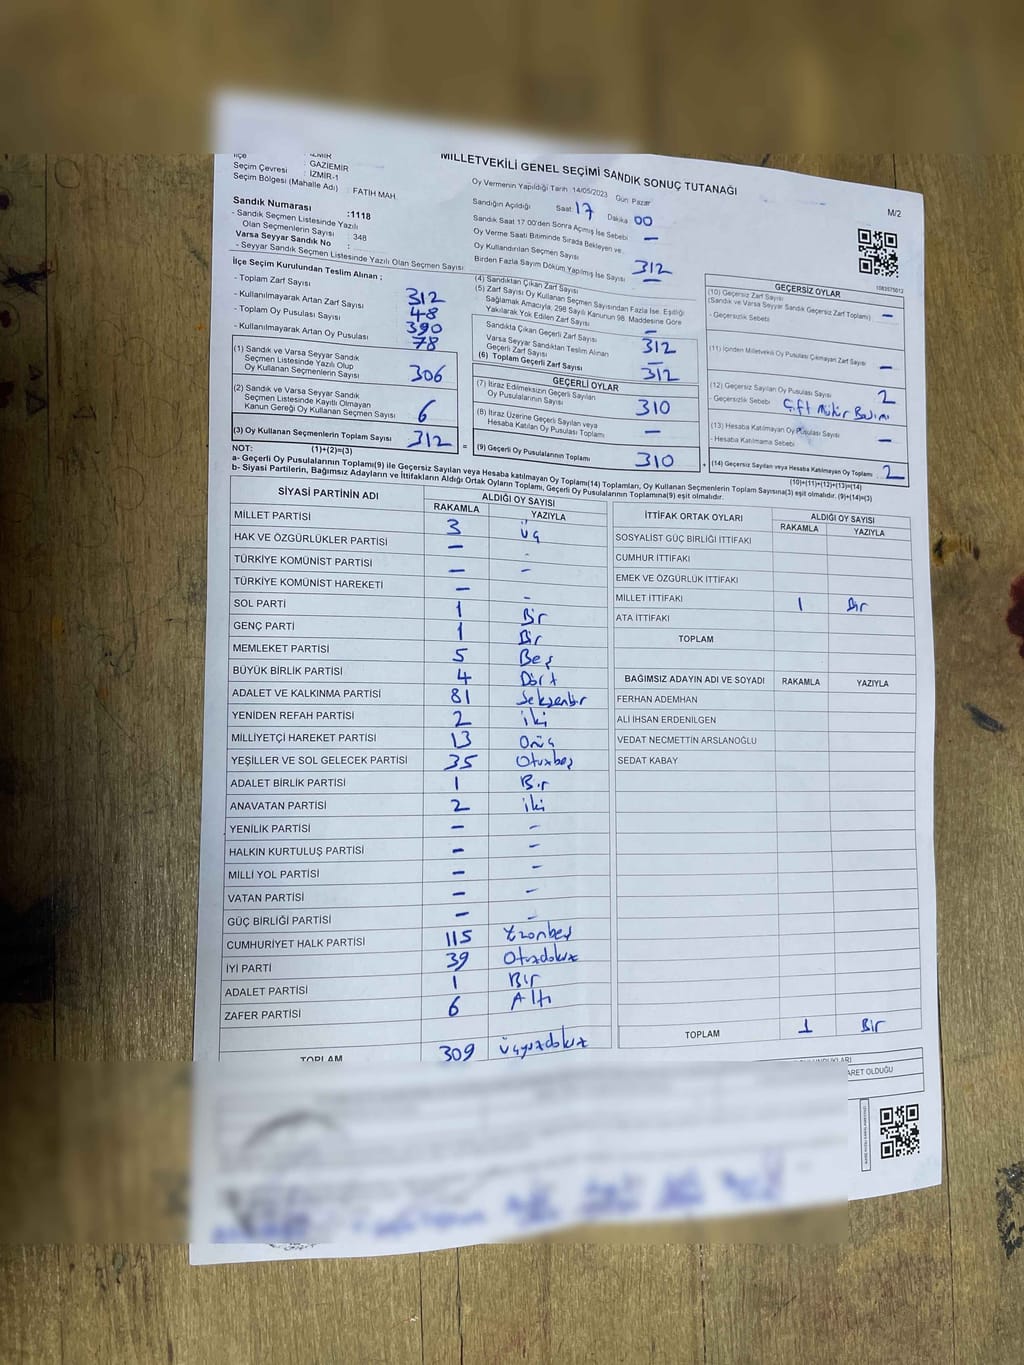 MİLLETVEKİLİ GENEL SEÇİMİ SANDIK SONUÇ TUTANAĞI
M/2
İlçe : GAZİEMİR
Seçim Çevresi : İZMİR-1
Seçim Bölgesi (Mahalle Adı) : FATİH MAH
Sandık Numarası :1118
- Sandık Seçmen Listesinde Yazılı
Olan Seçmenlerin Sayısı : 348
Varsa Seyyar Sandık No :
- Seyyar Sandık Seçmen Listesinde Yazılı Olan Seçmen Sayısı
Oy Vermenin Yapıldığı Tarih 14/05/2023 Gün: Pazar
Sandığın Açıldığı Saat: 17 Dakika 00
Sandık Saat 17 00'den Sonra Açılmış İse Sebebi —
Oy Verme Saati Bitiminde Sırada Bekleyen ve
Oy Kullandırılan Seçmen Sayısı
Birden Fazla Sayım Döküm Yapılmış İse Sayısı
312
—
İlçe Seçim Kurulundan Teslim Alınan ;
- Toplam Zarf Sayısı 312
- Kullanılmayarak Artan Zarf Sayısı 48
- Toplam Oy Pusulası Sayısı 390
- Kullanılmayarak Artan Oy Pusulası 78
(1) Sandık ve Varsa Seyyar Sandık
Seçmen Listesinde Yazılı Olup
Oy Kullanan Seçmenlerin Sayısı 306
(2) Sandık ve Varsa Seyyar Sandık
Seçmen Listesinde Kayıtlı Olmayan
Kanun Gereği Oy Kullanan Seçmen Sayısı 6
(3) Oy Kullanan Seçmenlerin Toplam Sayısı 312 =
(1)+(2)=(3)
(4) Sandıktan Çıkan Zarf Sayısı
(5) Zarf Sayısı Oy Kullanan Seçmen Sayısından Fazla İse, Eşitliği
Sağlamak Amacıyla; 298 Sayılı Kanunun 98. Maddesine Göre
Yakılarak Yok Edilen Zarf Sayısı —
Sandıkta Çıkan Geçerli Zarf Sayısı 312
Varsa Seyyar Sandıktan Teslim Alınan
Geçerli Zarf Sayısı —
(6) Toplam Geçerli Zarf Sayısı 312
GEÇERLİ OYLAR
(7) İtiraz Edilmeksizin Geçerli Sayılan
Oy Pusulalarının Sayısı 310
(8) İtiraz Üzerine Geçerli Sayılan veya
Hesaba Katılan Oy Pusulası Toplamı —
(9) Geçerli Oy Pusulalarının Toplamı 310 +
1083575012
GEÇERSİZ OYLAR
(10) Geçersiz Zarf Sayısı
(Sandık ve Varsa Seyyar Sandık Geçersiz Zarf Toplamı) —
- Geçersizlik Sebebi
(11) İçinden Milletvekili Oy Pusulası Çıkmayan Zarf Sayısı —
(12) Geçersiz Sayılan Oy Pusulası Sayısı 2
- Geçersizlik Sebebi Çift Mühür Basımı
(13) Hesaba Katılmayan Oy Pusulası Sayısı —
- Hesaba Katılmama Sebebi
(14) Geçersiz Sayılan veya Hesaba Katılmayan Oy Toplamı 2
(10)+(11)+(12)+(13)=(14)
NOT:
a- Geçerli Oy Pusulalarının Toplamı(9) ile Geçersiz Sayılan veya Hesaba katılmayan Oy Toplamı(14) Toplamları, Oy Kullanan Seçmenlerin Toplam Sayısına(3) eşit olmalıdır. (9)+(14)=(3)
b- Siyasi Partilerin, Bağımsız Adayların ve İttifakların Aldığı Ortak Oyların Toplamı, Geçerli Oy Pusulalarının Toplamına(9) eşit olmalıdır.
SİYASİ PARTİNİN ADI ALDIĞI OY SAYISI
RAKAMLA YAZIYLA
MİLLET PARTİSİ 3 üç
HAK VE ÖZGÜRLÜKLER PARTİSİ — -
TÜRKİYE KOMÜNİST PARTİSİ — -
TÜRKİYE KOMÜNİST HAREKETİ — -
SOL PARTİ 1 Bir
GENÇ PARTİ 1 Bir
MEMLEKET PARTİSİ 5 Beş
BÜYÜK BİRLİK PARTİSİ 4 Dört
ADALET VE KALKINMA PARTİSİ 81 Seksenbir
YENİDEN REFAH PARTİSİ 2 iki
MİLLİYETÇİ HAREKET PARTİSİ 13 Onüç
YEŞİLLER VE SOL GELECEK PARTİSİ 35 Otuzbeş
ADALET BİRLİK PARTİSİ 1 Bir
ANAVATAN PARTİSİ 2 iki
YENİLİK PARTİSİ — -
HALKIN KURTULUŞ PARTİSİ — -
MİLLİ YOL PARTİSİ — -
VATAN PARTİSİ — -
GÜÇ BİRLİĞİ PARTİSİ — -
CUMHURİYET HALK PARTİSİ 115 Yüzonbeş
İYİ PARTİ 39 Otuzdokuz
ADALET PARTİSİ 1 Bir
ZAFER PARTİSİ 6 Altı
TOPLAM 309 üçyüzdokuz
İTTİFAK ORTAK OYLARI ALDIĞI OY SAYISI
RAKAMLA YAZIYLA
SOSYALİST GÜÇ BİRLİĞİ İTTİFAKI
CUMHUR İTTİFAKI
EMEK VE ÖZGÜRLÜK İTTİFAKI
MİLLET İTTİFAKI 1 Bir
ATA İTTİFAKI
TOPLAM
BAĞIMSIZ ADAYIN ADI VE SOYADI RAKAMLA YAZIYLA
FERHAN ADEMHAN
ALİ İHSAN ERDENİLGEN
VEDAT NECMETTİN ARSLANOĞLU
SEDAT KABAY
TOPLAM 1 Bir
ARET OLDUĞU